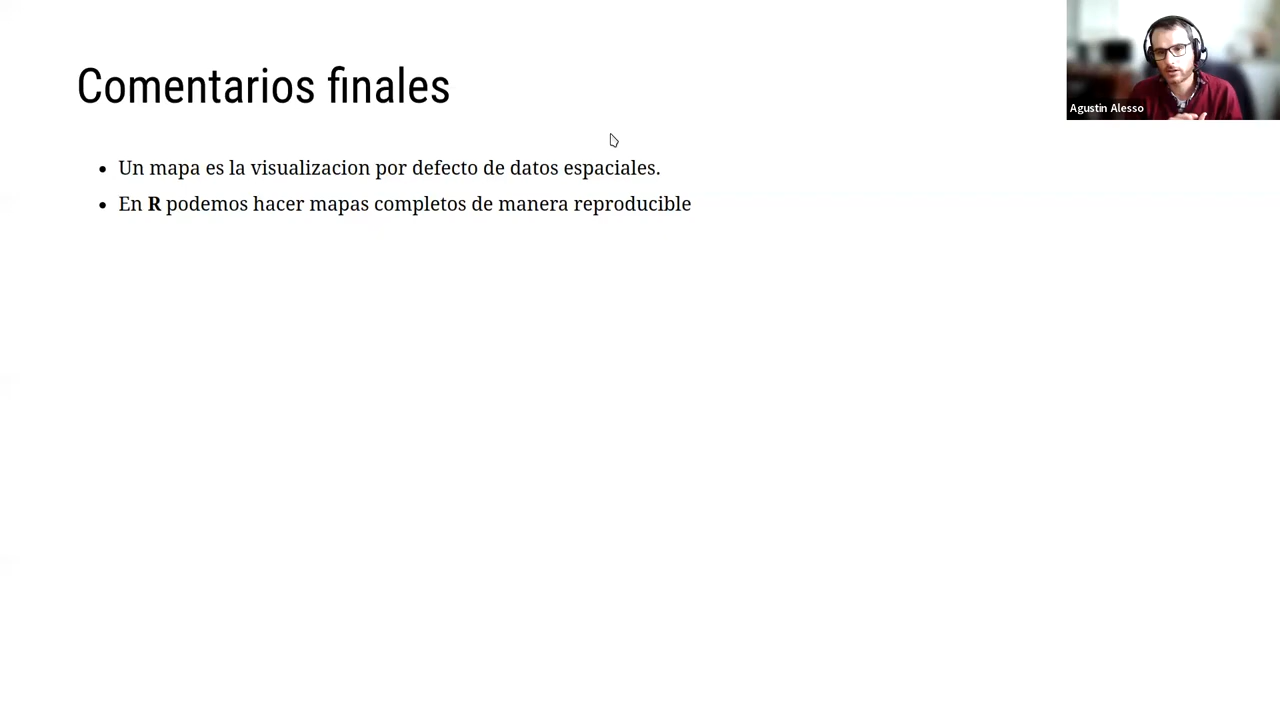 Comentarios finales
Agustin Alesso
Un mapa es la visualizacion por defecto de datos espaciales.
En R podemos hacer mapas completos de manera reproducible